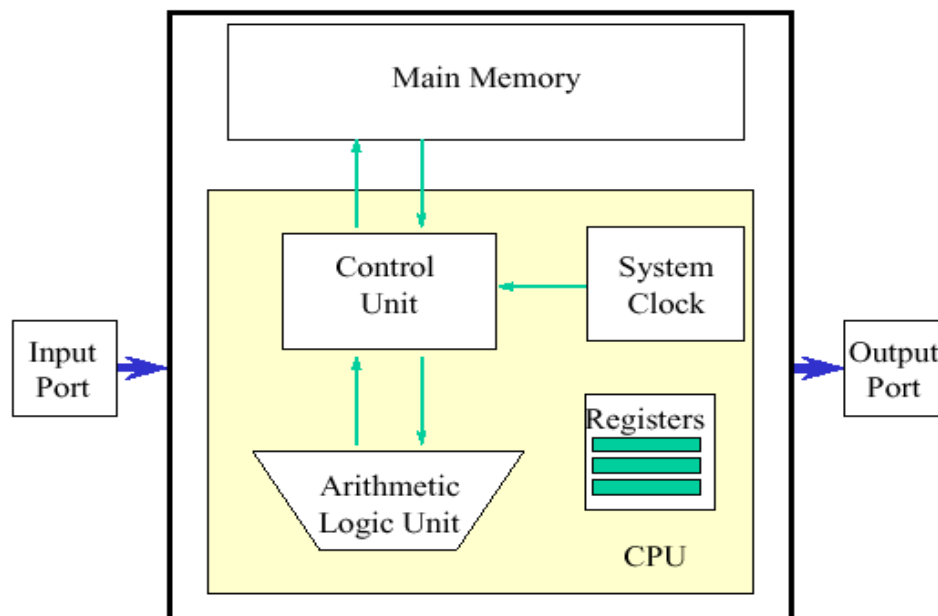 Main Memory
Control
Unit
System
Clock
Input
Port
Output
Port
Registers
Arithmetic
Logic Unit
CPU